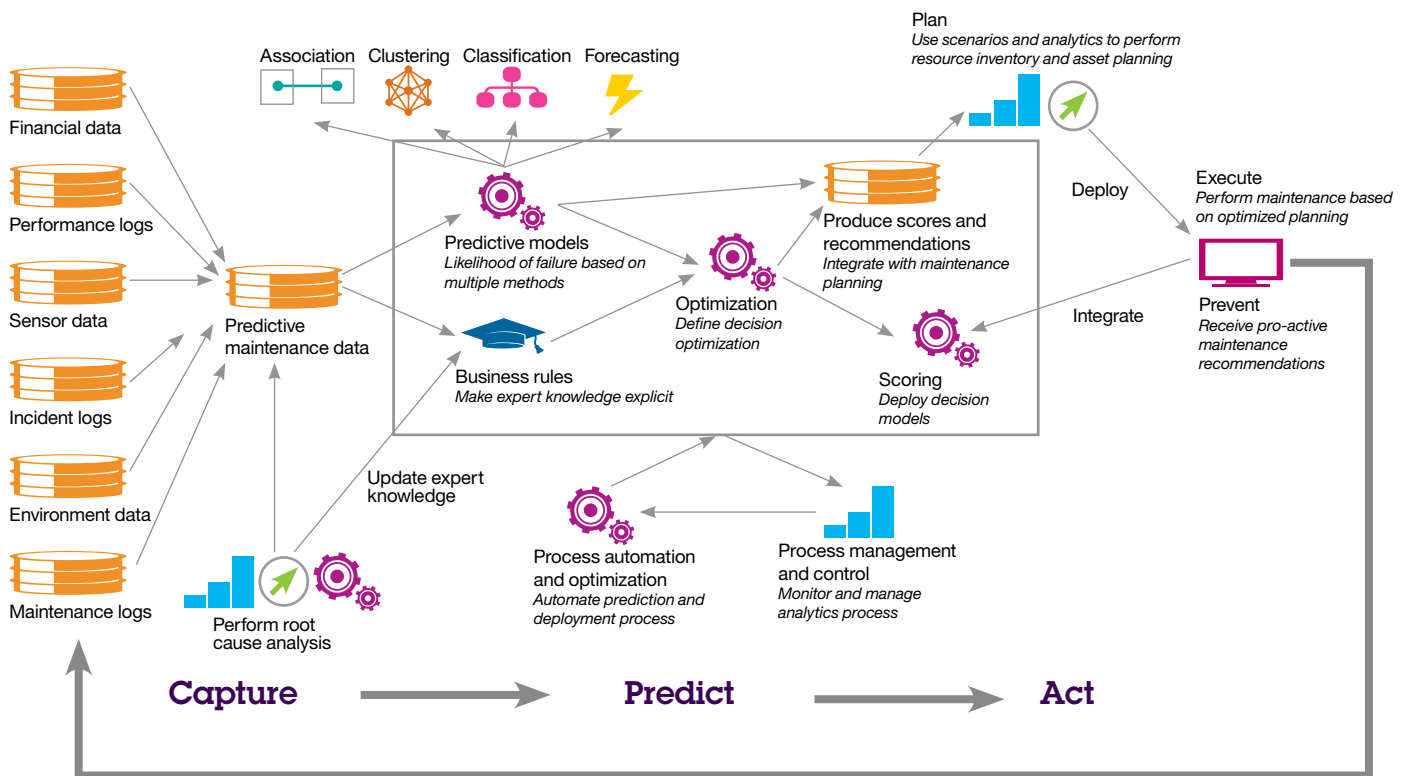 Association
Clustering
Classification
Forecasting
Plan
Use scenarios and analytics to perform
resource inventory and asset planning
Financial data
Performance logs
Sensor data
Incident logs
Environment data
Maintenance logs
Predictive
maintenance data
Perform root
cause analysis
Update expert
knowledge
Predictive models
Likelihood of failure based on
multiple methods
Business rules
Make expert knowledge explicit
Optimization
Define decision
optimization
Produce scores and
recommendations
Integrate with maintenance
planning
Scoring
Deploy decision
models
Process automation
and optimization
Automate prediction and
deployment process
Process management
and control
Monitor and manage
analytics process
Deploy
Integrate
Execute
Perform maintenance based
on optimized planning
Prevent
Receive pro-active
maintenance
recommendations
Capture
Predict
Act